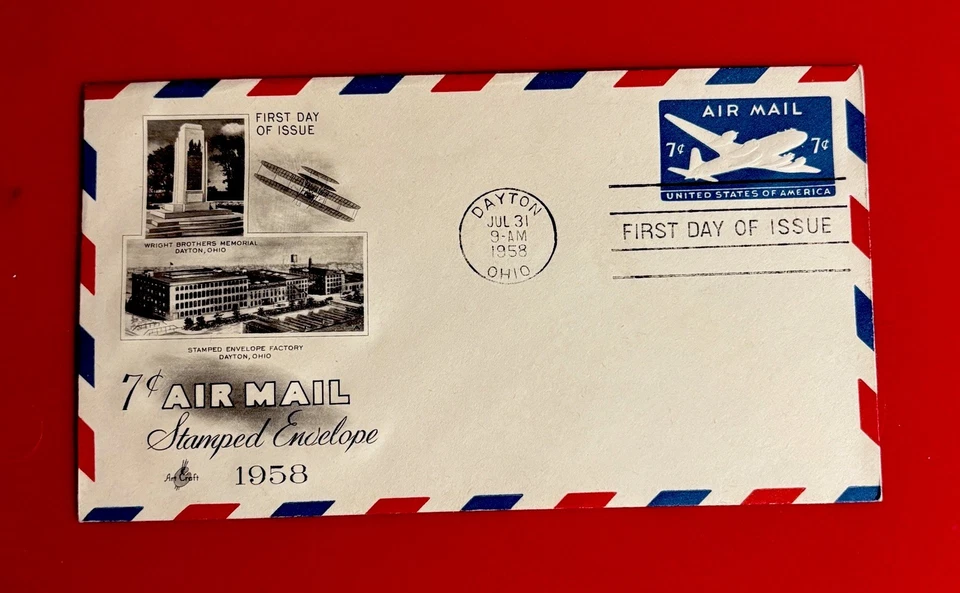 FIRST DAY
OF ISSUE
WRIGHT BROTHERS MEMORIAL
DAYTON, OHIO
STAMPED ENVELOPE FACTORY
DAYTON, OHIO
7¢ AIR MAIL
Stamped Envelope
Art Craft
1958
DAYTON
JUL 31
9-AM
1958
OHIO
AIR MAIL
7¢ 7¢
UNITED STATES OF AMERICA
FIRST DAY OF ISSUE